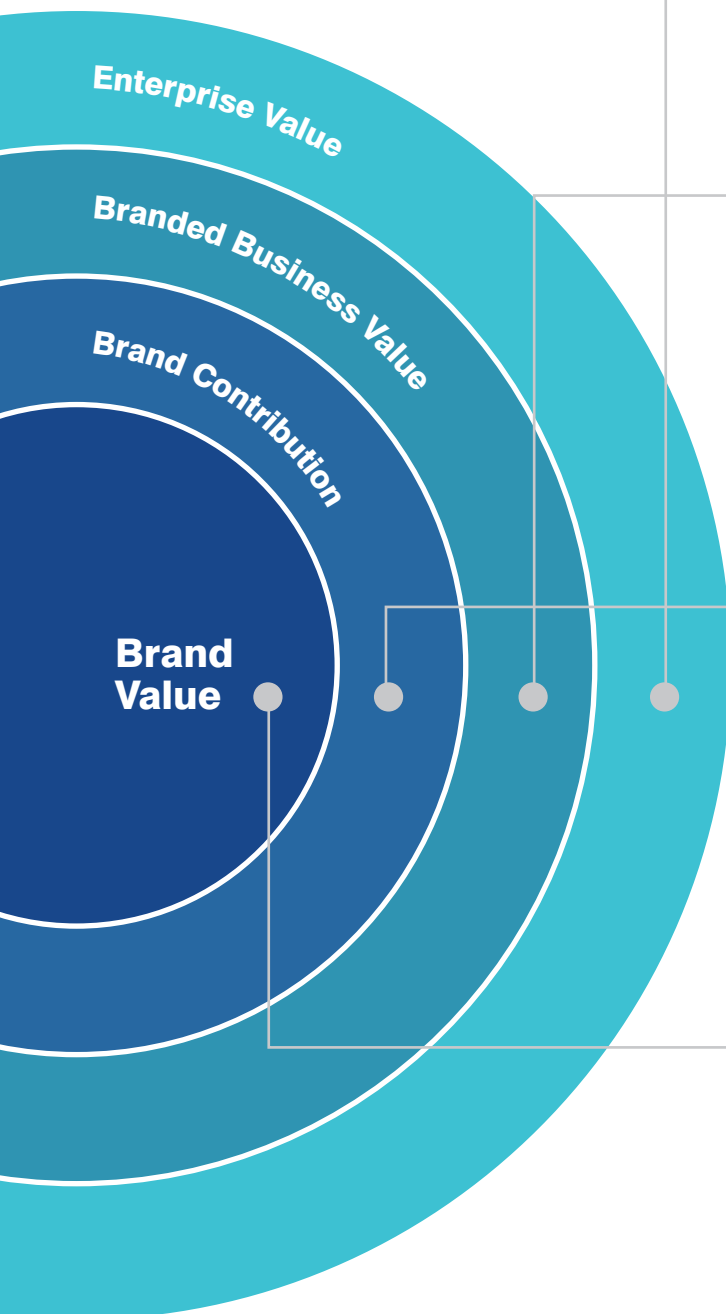 Enterprise Value
Branded Business Value
Brand Contribution
Brand
Value